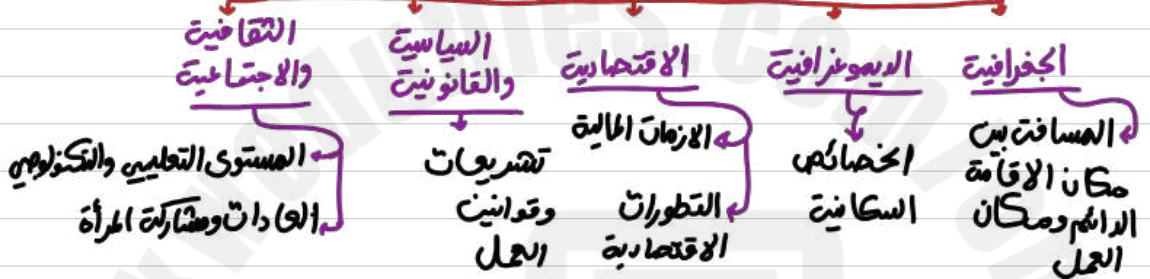 الجغرافية
المسافة بين
مكان الاقامة
الدائم ومكان
العمل
الديموغرافية
الخصائص
السكانية
الاقتصادية
الازمات المالية
التطورات
الاقتصادية
السياسية
والقانونية
تشريعات
وقوانين
العمل
الثقافية
والاجتماعية
المستوى التعليمي والتكنولوجي
العادات ومشاركة المرأة